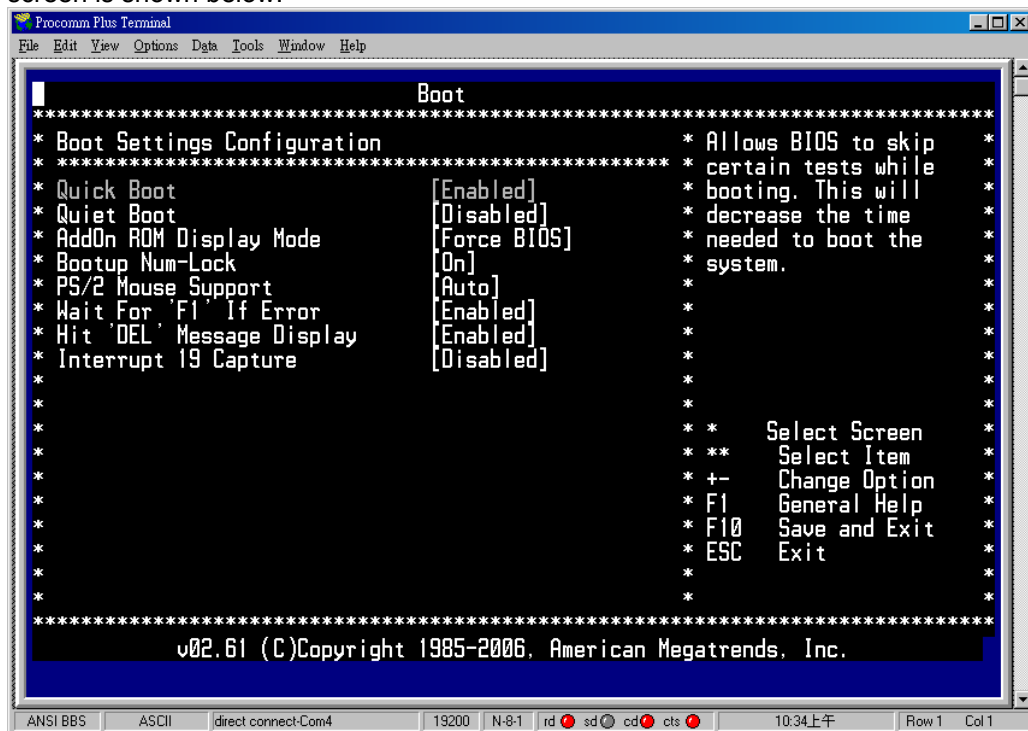 screen is shown below:
Procomm Plus Terminal
File Edit View Options Data Tools Window Help
Boot
********************************************************************************
* Boot Settings Configuration * Allows BIOS to skip *
* *************************************************** * certain tests while *
* Quick Boot [Enabled] * booting. This will *
* Quiet Boot [Disabled] * decrease the time *
* AddOn ROM Display Mode [Force BIOS] * needed to boot the *
* Bootup Num-Lock [On] * system. *
* PS/2 Mouse Support [Auto] * *
* Wait For 'F1' If Error [Enabled] * *
* Hit 'DEL' Message Display [Enabled] * *
* Interrupt 19 Capture [Disabled] * *
* * *
* * *
* * * Select Screen *
* * ** Select Item *
* * +- Change Option *
* * F1 General Help *
* * F10 Save and Exit *
* * ESC Exit *
* * *
* * *
********************************************************************************
v02.61 (C)Copyright 1985-2006, American Megatrends, Inc.
ANSI BBS ASCII direct connect-Com4 19200 N-8-1 rd sd cd cts 10:34上午 Row 1 Col 1